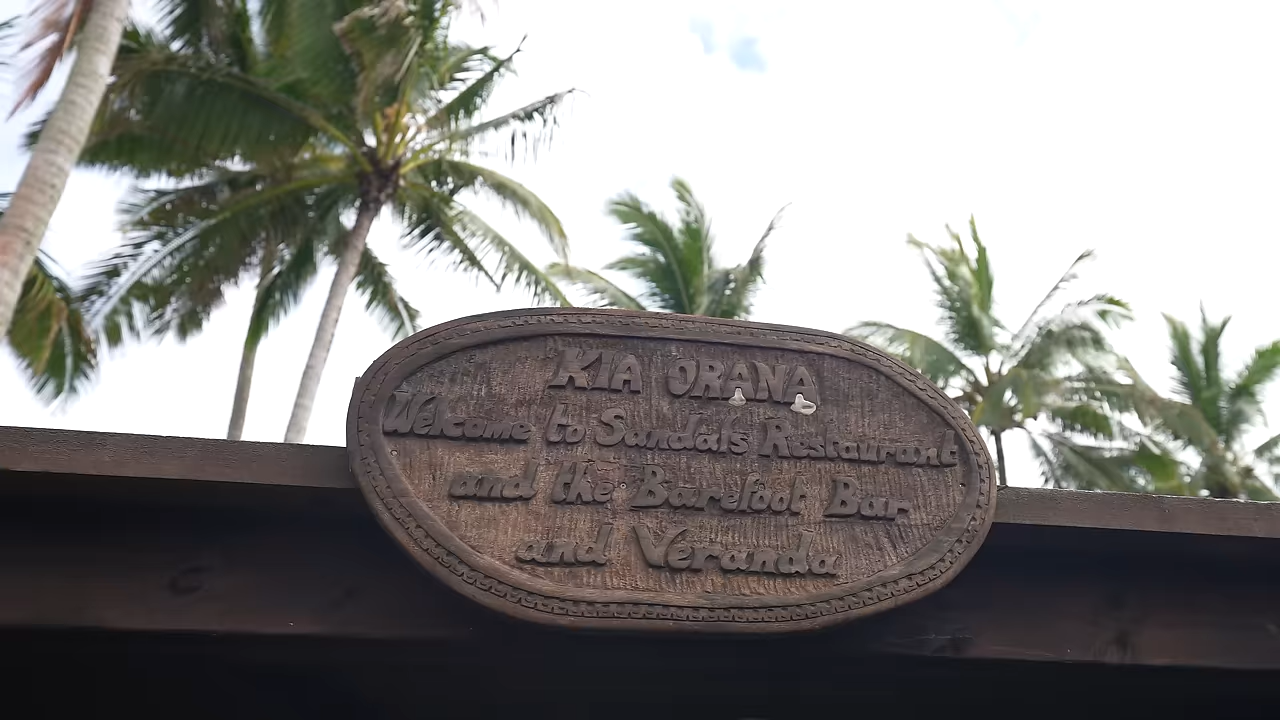 KIA ORANA
Welcome to Sandals Restaurant
and the Barefoot Bar
and Veranda